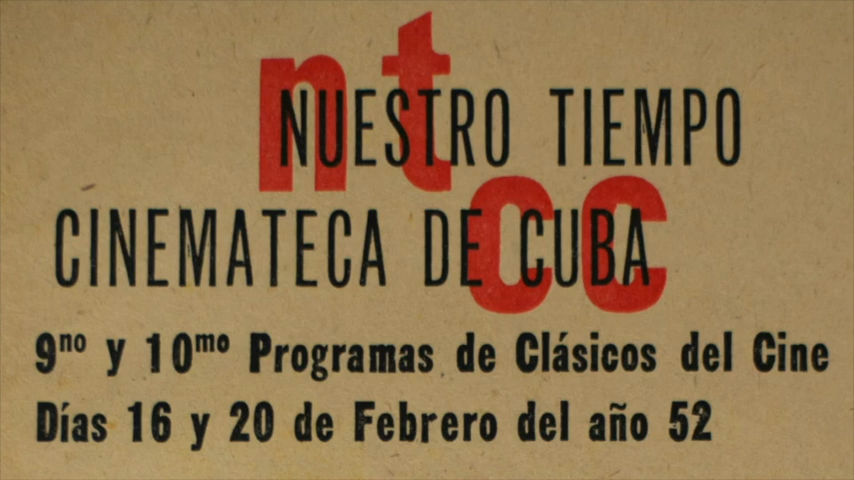 nt
NUESTRO TIEMPO
cc
CINEMATECA DE CUBA
9no y 10mo Programas de Clásicos del Cine
Días 16 y 20 de Febrero del año 52